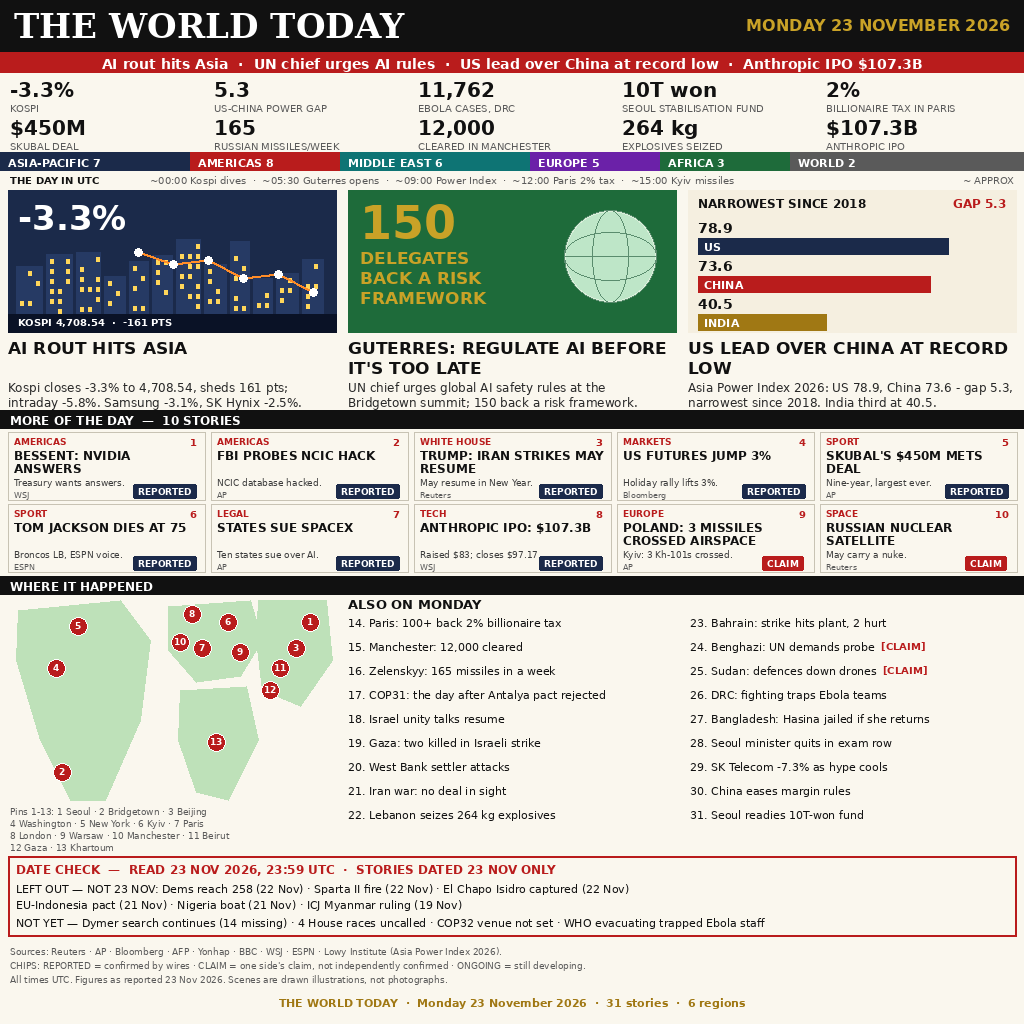 THE WORLD TODAY
MONDAY 23 NOVEMBER 2026
AI rout hits Asia · UN chief urges AI rules · US lead over China at record low · Anthropic IPO $107.3B
-3.3%
KOSPI
5.3
US-CHINA POWER GAP
11,762
EBOLA CASES, DRC
10T won
SEOUL STABILISATION FUND
2%
BILLIONAIRE TAX IN PARIS
$450M
SKUBAL DEAL
165
RUSSIAN MISSILES/WEEK
12,000
CLEARED IN MANCHESTER
264 kg
EXPLOSIVES SEIZED
$107.3B
ANTHROPIC IPO
ASIA-PACIFIC 7
AMERICAS 8
MIDDLE EAST 6
EUROPE 5
AFRICA 3
WORLD 2
THE DAY IN UTC
~00:00 Kospi dives · ~05:30 Guterres opens · ~09:00 Power Index · ~12:00 Paris 2% tax · ~15:00 Kyiv missiles
~ APPROX
-3.3%
KOSPI 4,708.54 · -161 PTS
150
DELEGATES
BACK A RISK
FRAMEWORK
NARROWEST SINCE 2018
GAP 5.3
78.9
US
73.6
CHINA
40.5
INDIA
AI ROUT HITS ASIA
Kospi closes -3.3% to 4,708.54, sheds 161 pts;
intraday -5.8%. Samsung -3.1%, SK Hynix -2.5%.
GUTERRES: REGULATE AI BEFORE
IT'S TOO LATE
UN chief urges global AI safety rules at the
Bridgetown summit; 150 back a risk framework.
US LEAD OVER CHINA AT RECORD
LOW
Asia Power Index 2026: US 78.9, China 73.6 - gap 5.3,
narrowest since 2018. India third at 40.5.
MORE OF THE DAY — 10 STORIES
AMERICAS 1
BESSENT: NVIDIA
ANSWERS
Treasury wants answers.
WSJ
REPORTED
AMERICAS 2
FBI PROBES NCIC HACK
NCIC database hacked.
AP
REPORTED
WHITE HOUSE 3
TRUMP: IRAN STRIKES MAY
RESUME
May resume in New Year.
Reuters
REPORTED
MARKETS 4
US FUTURES JUMP 3%
Holiday rally lifts 3%.
Bloomberg
REPORTED
SPORT 5
SKUBAL'S $450M METS
DEAL
Nine-year, largest ever.
AP
REPORTED
SPORT 6
TOM JACKSON DIES AT 75
Broncos LB, ESPN voice.
ESPN
REPORTED
LEGAL 7
STATES SUE SPACEX
Ten states sue over AI.
AP
REPORTED
TECH 8
ANTHROPIC IPO: $107.3B
Raised $83; closes $97.17
WSJ
REPORTED
EUROPE 9
POLAND: 3 MISSILES
CROSSED AIRSPACE
Kyiv: 3 Kh-101s crossed.
AP
CLAIM
SPACE 10
RUSSIAN NUCLEAR
SATELLITE
May carry a nuke.
Reuters
CLAIM
WHERE IT HAPPENED
5
4
2
8
6
10
7
9
1
3
11
12
13
Pins 1-13: 1 Seoul · 2 Bridgetown · 3 Beijing
4 Washington · 5 New York · 6 Kyiv · 7 Paris
8 London · 9 Warsaw · 10 Manchester · 11 Beirut
12 Gaza · 13 Khartoum
ALSO ON MONDAY
14. Paris: 100+ back 2% billionaire tax
15. Manchester: 12,000 cleared
16. Zelenskyy: 165 missiles in a week
17. COP31: the day after Antalya pact rejected
18. Israel unity talks resume
19. Gaza: two killed in Israeli strike
20. West Bank settler attacks
21. Iran war: no deal in sight
22. Lebanon seizes 264 kg explosives
23. Bahrain: strike hits plant, 2 hurt
24. Benghazi: UN demands probe [CLAIM]
25. Sudan: defences down drones [CLAIM]
26. DRC: fighting traps Ebola teams
27. Bangladesh: Hasina jailed if she returns
28. Seoul minister quits in exam row
29. SK Telecom -7.3% as hype cools
30. China eases margin rules
31. Seoul readies 10T-won fund
DATE CHECK — READ 23 NOV 2026, 23:59 UTC · STORIES DATED 23 NOV ONLY
LEFT OUT — NOT 23 NOV: Dems reach 258 (22 Nov) · Sparta II fire (22 Nov) · El Chapo Isidro captured (22 Nov)
EU-Indonesia pact (21 Nov) · Nigeria boat (21 Nov) · ICJ Myanmar ruling (19 Nov)
NOT YET — Dymer search continues (14 missing) · 4 House races uncalled · COP32 venue not set · WHO evacuating trapped Ebola staff
Sources: Reuters · AP · Bloomberg · AFP · Yonhap · BBC · WSJ · ESPN · Lowy Institute (Asia Power Index 2026).
CHIPS: REPORTED = confirmed by wires · CLAIM = one side's claim, not independently confirmed · ONGOING = still developing.
All times UTC. Figures as reported 23 Nov 2026. Scenes are drawn illustrations, not photographs.
THE WORLD TODAY · Monday 23 November 2026 · 31 stories · 6 regions